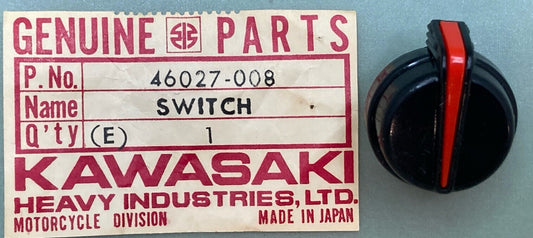 GENUINE PARTS
P.No. 46027-008
Name SWITCH
Q'ty (E) 1
KAWASAKI
HEAVY INDUSTRIES, LTD.
MOTORCYCLE DIVISION MADE IN JAPAN